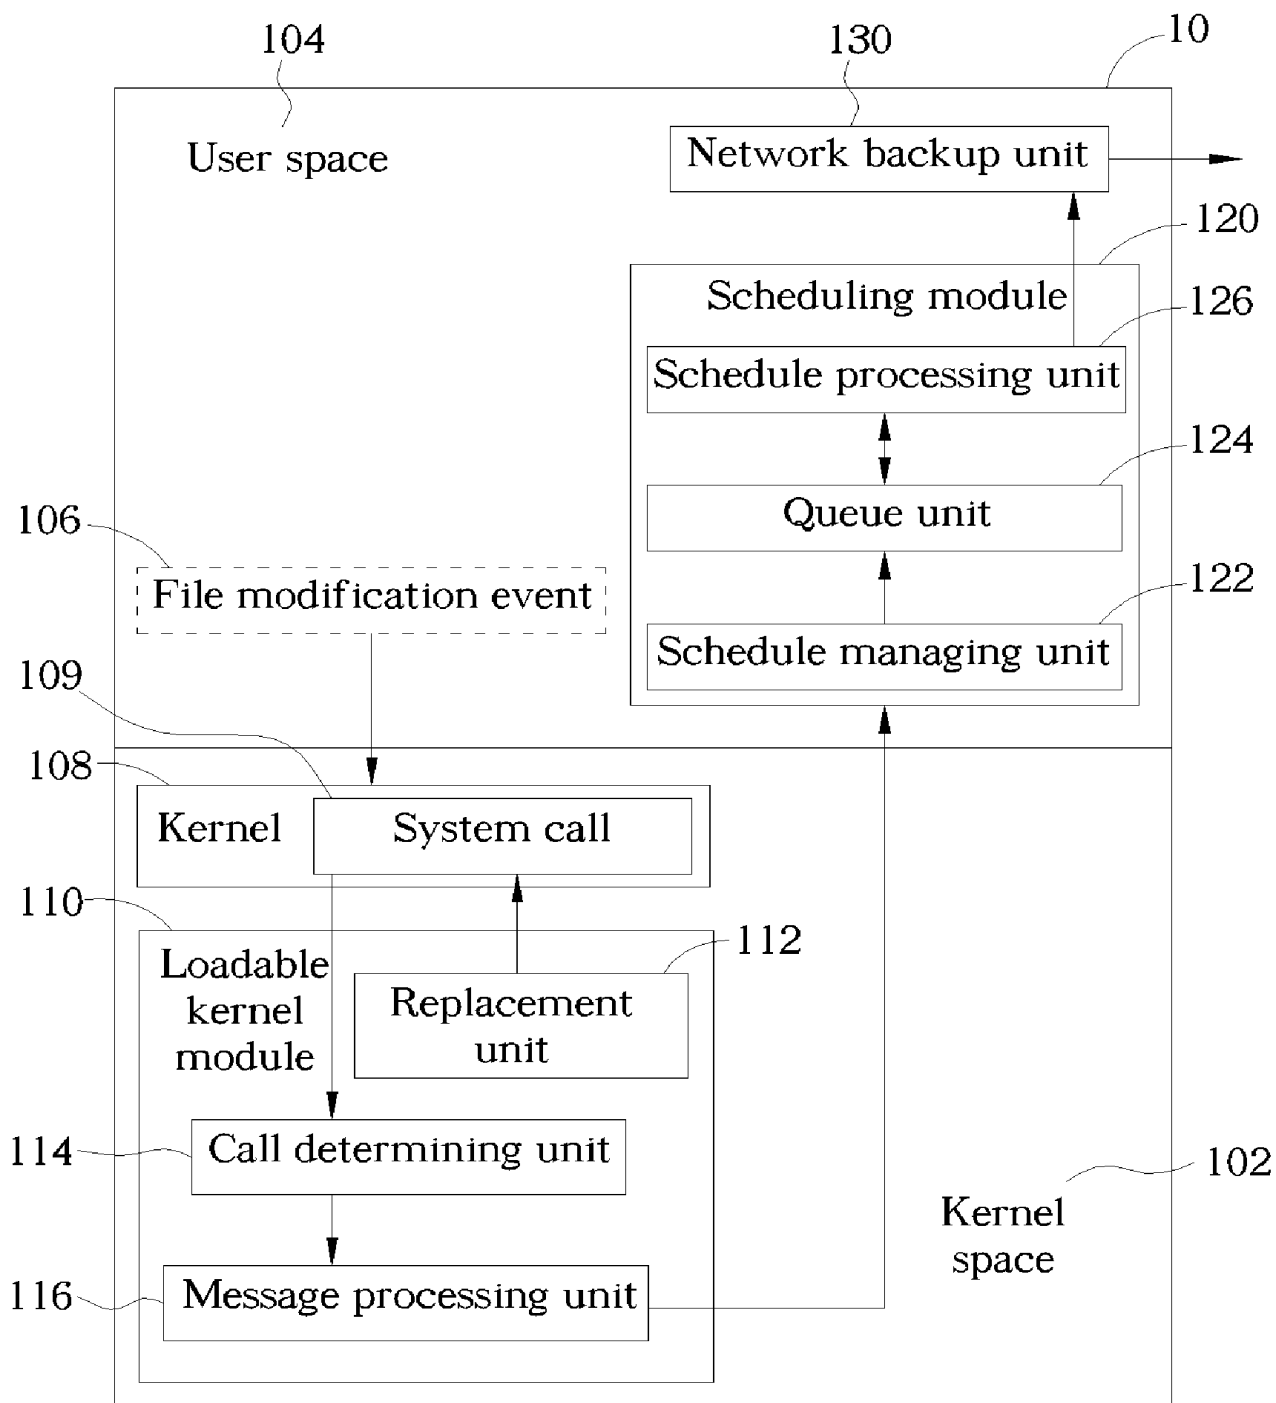 104
130
10
User space
Network backup unit
120
Scheduling module
126
Schedule processing unit
124
Queue unit
106
File modification event
122
Schedule managing unit
109
108
Kernel
System call
110
112
Loadable
kernel
module
Replacement
unit
114
Call determining unit
102
Kernel
space
116
Message processing unit